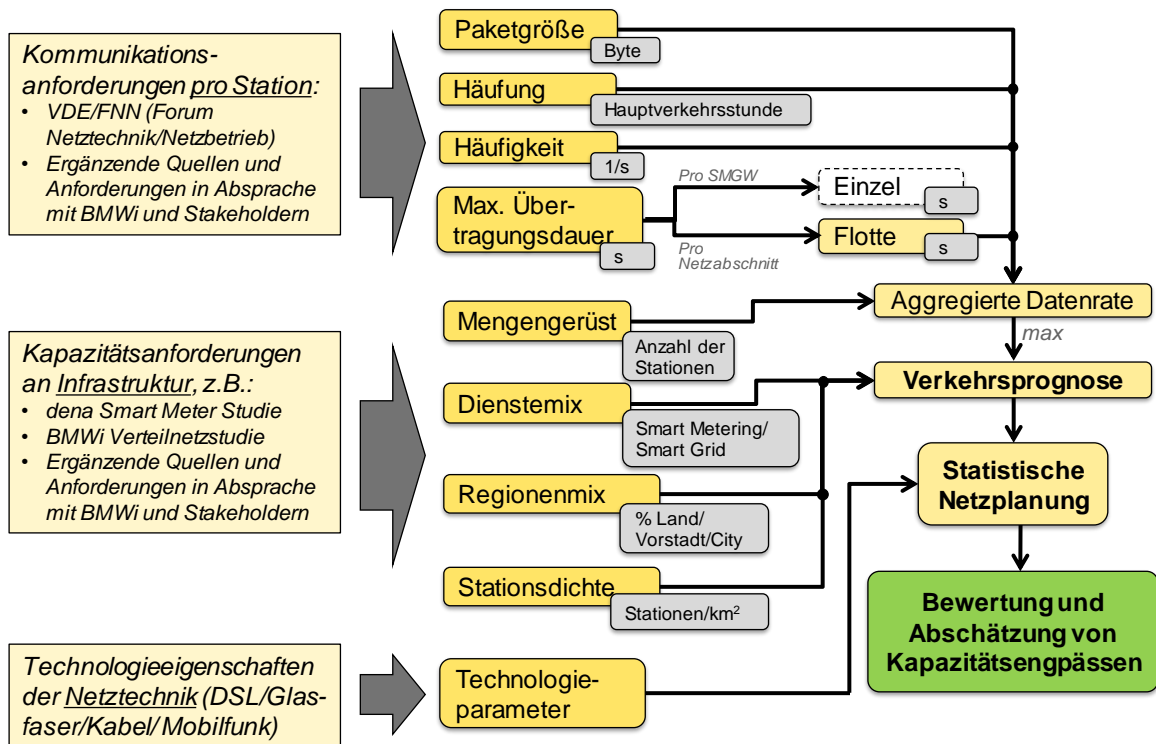 Kommunikations-
anforderungen pro Station:
• VDE/FNN (Forum
Netztechnik/Netzbetrieb)
• Ergänzende Quellen und
Anforderungen in Absprache
mit BMWi und Stakeholdern
Paketgröße
Byte
Häufung
Hauptverkehrsstunde
Häufigkeit
1/s
Max. Über-
tragungsdauer
s
Pro SMGW
Einzel
s
Pro
Netzabschnitt
Flotte
s
Aggregierte Datenrate
max
Kapazitätsanforderungen
an Infrastruktur, z.B.:
• dena Smart Meter Studie
• BMWi Verteilnetzstudie
• Ergänzende Quellen und
Anforderungen in Absprache
mit BMWi und Stakeholdern
Mengengerüst
Anzahl der
Stationen
Verkehrsprognose
Dienstemix
Smart Metering/
Smart Grid
Statistische
Netzplanung
Regionenmix
% Land/
Vorstadt/City
Stationsdichte
Stationen/km²
Bewertung und
Abschätzung von
Kapazitätsengpässen
Technologieeigenschaften
der Netztechnik (DSL/Glas-
faser/Kabel/ Mobilfunk)
Technologie-
parameter